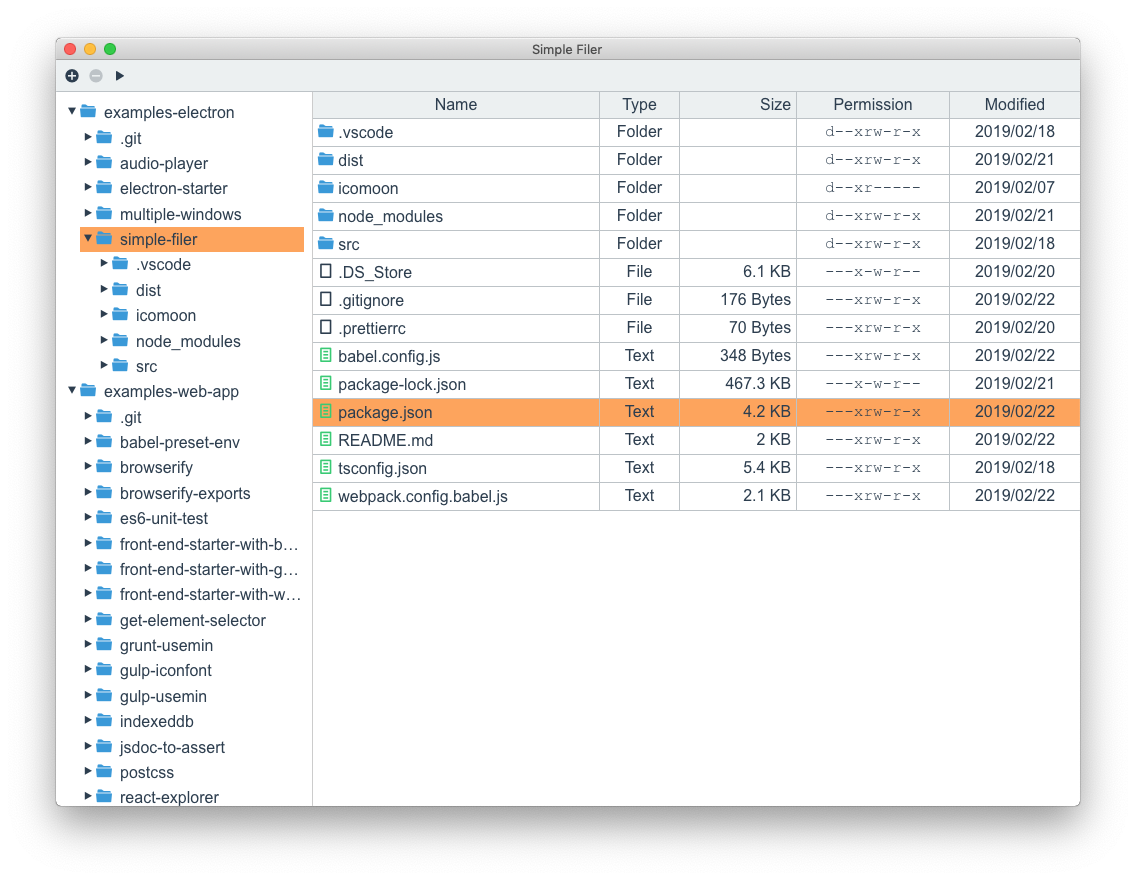 Simple Filer
examples-electron
.git
audio-player
electron-starter
multiple-windows
simple-filer
.vscode
dist
icomoon
node_modules
src
examples-web-app
.git
babel-preset-env
browserify
browserify-exports
es6-unit-test
front-end-starter-with-b…
front-end-starter-with-g…
front-end-starter-with-w…
get-element-selector
grunt-usemin
gulp-iconfont
gulp-usemin
indexeddb
jsdoc-to-assert
postcss
react-explorer
Name Type Size Permission Modified
.vscode Folder d--xrw-r-x 2019/02/18
dist Folder d--xrw-r-x 2019/02/21
icomoon Folder d--xr----- 2019/02/07
node_modules Folder d--xrw-r-x 2019/02/21
src Folder d--xrw-r-x 2019/02/18
.DS_Store File 6.1 KB ---x-w-r-- 2019/02/20
.gitignore File 176 Bytes ---xrw-r-x 2019/02/22
.prettierrc File 70 Bytes ---xrw-r-x 2019/02/20
babel.config.js Text 348 Bytes ---xrw-r-x 2019/02/22
package-lock.json Text 467.3 KB ---x-w-r-- 2019/02/21
package.json Text 4.2 KB ---xrw-r-x 2019/02/22
README.md Text 2 KB ---xrw-r-x 2019/02/22
tsconfig.json Text 5.4 KB ---xrw-r-x 2019/02/18
webpack.config.babel.js Text 2.1 KB ---xrw-r-x 2019/02/22